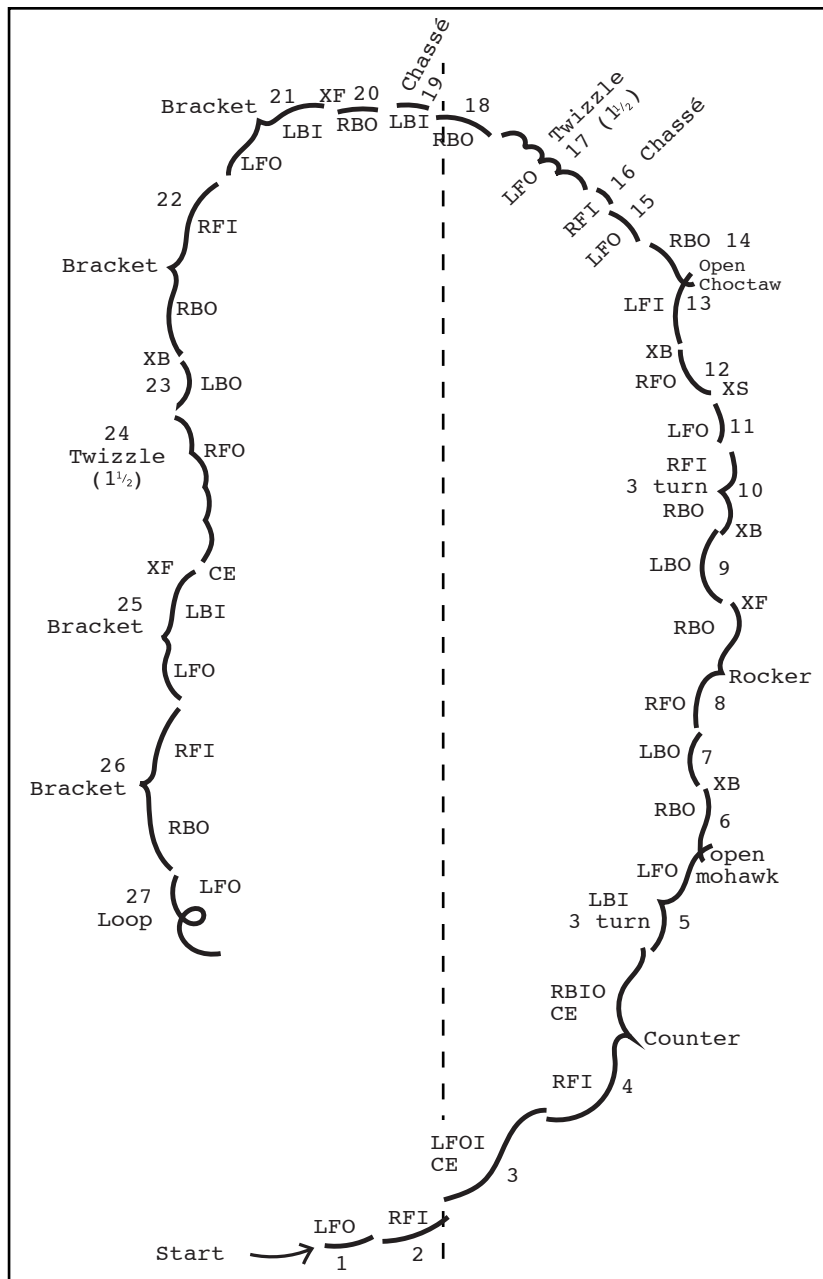 Start
LFO
1
RFI
2
LFOI
CE
3
RFI
4
Counter
RBIO
CE
LBI
3 turn
5
LFO
open
mohawk
RBO
6
XB
LBO
7
RFO
8
Rocker
RBO
XF
LBO
9
XB
RBO
10
3 turn
RFI
LFO
11
XS
12
RFO
XB
LFI
13
Open
Choctaw
RBO 14
LFO
15
RFI
16 Chassé
LFO
Twizzle
17 (1½)
RBO
18
LBI
19
Chassé
RBO
20
XF
LBI
21
Bracket
LFO
22
RFI
Bracket
RBO
XB
23
LBO
24
Twizzle
(1½)
RFO
XF
CE
25
Bracket
LBI
LFO
RFI
26
Bracket
RBO
LFO
27
Loop